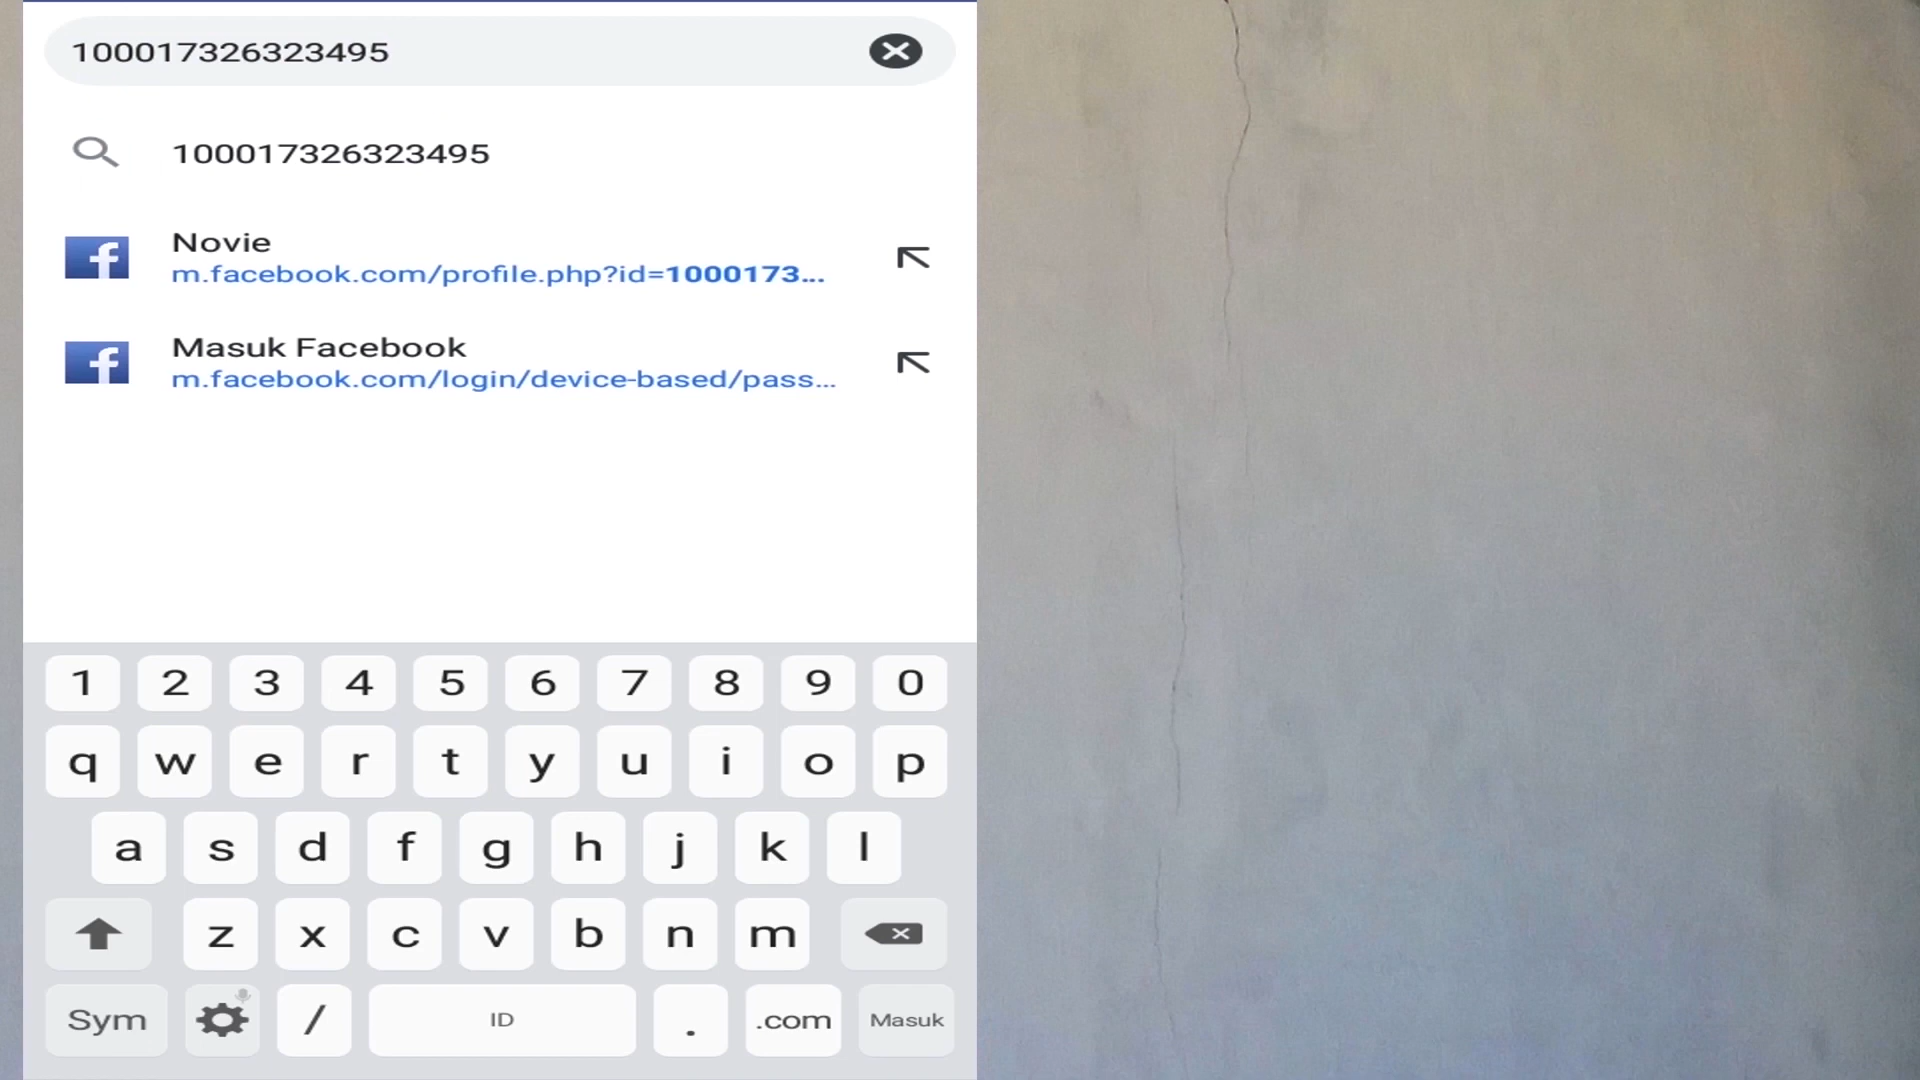 100017326323495
100017326323495
Novie
m.facebook.com/profile.php?id=1000173...
Masuk Facebook
m.facebook.com/login/device-based/pass...
1 2 3 4 5 6 7 8 9 0
q w e r t y u i o p
a s d f g h j k l
z x c v b n m
Sym / ID . .com Masuk